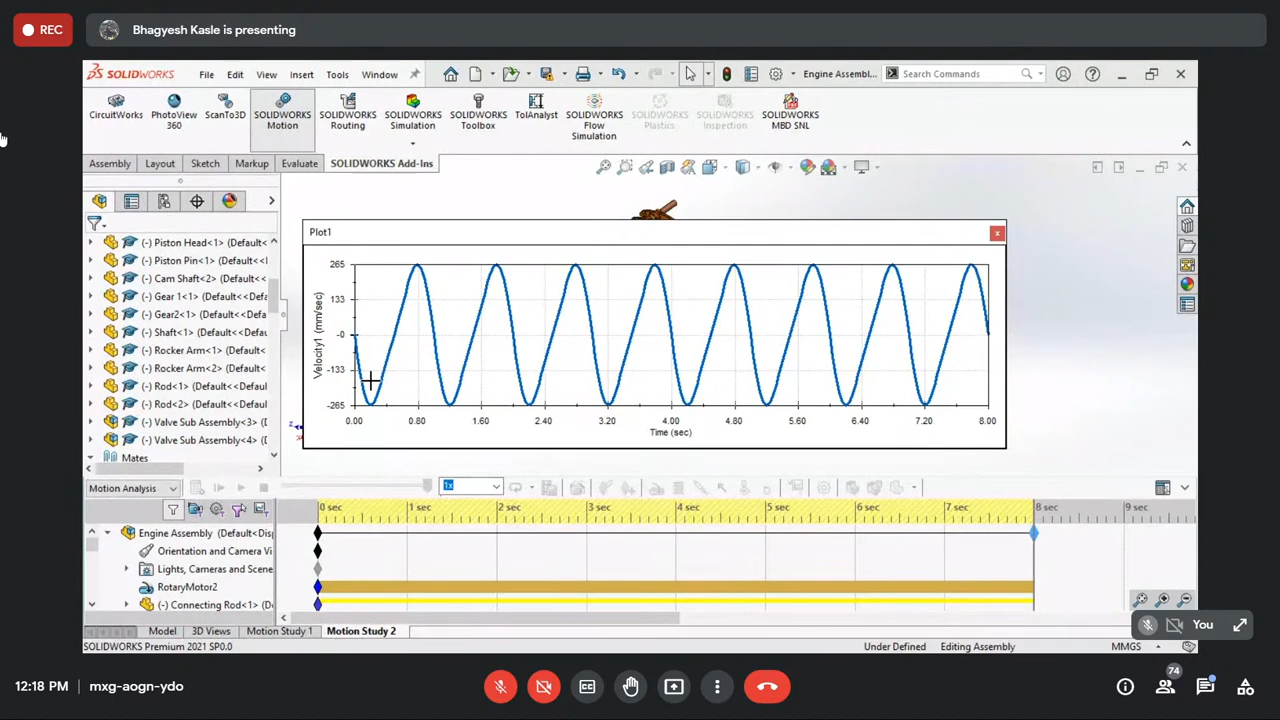 REC
Bhagyesh Kasle is presenting
SOLIDWORKS
File Edit View Insert Tools Window
Engine Assembl...
Search Commands
CircuitWorks
PhotoView 360
ScanTo3D
SOLIDWORKS Motion
SOLIDWORKS Routing
SOLIDWORKS Simulation
SOLIDWORKS Toolbox
TolAnalyst
SOLIDWORKS Flow Simulation
SOLIDWORKS Plastics
SOLIDWORKS Inspection
SOLIDWORKS MBD SNL
Assembly Layout Sketch Markup Evaluate SOLIDWORKS Add-Ins
(-) Piston Head<1> (Default<
(-) Piston Pin<1> (Default<
(-) Cam Shaft<2> (Default<
(-) Gear 1<1> (Default<<De
(-) Gear2<1> (Default<<De
(-) Shaft<1> (Default<<De
(-) Rocker Arm<1> (Default<
(-) Rocker Arm<2> (Default<
(-) Rod<1> (Default<<Defa
(-) Rod<2> (Default<<Defa
(-) Valve Sub Assembly<3> (D
(-) Valve Sub Assembly<4> (D
Mates
Plot1
Velocity1 (mm/sec)
265
133
-0
-133
-265
0.00 0.80 1.60 2.40 3.20 4.00 4.80 5.60 6.40 7.20 8.00
Time (sec)
Motion Analysis
1x
0 sec 1 sec 2 sec 3 sec 4 sec 5 sec 6 sec 7 sec 8 sec 9 sec
Engine Assembly (Default<Disp
Orientation and Camera Vi
Lights, Cameras and Scene
RotaryMotor2
(-) Connecting Rod<1> (De
Model 3D Views Motion Study 1 Motion Study 2
SOLIDWORKS Premium 2021 SP0.0
Under Defined
Editing Assembly
MMGS
You
12:18 PM
mxg-aogn-ydo
74